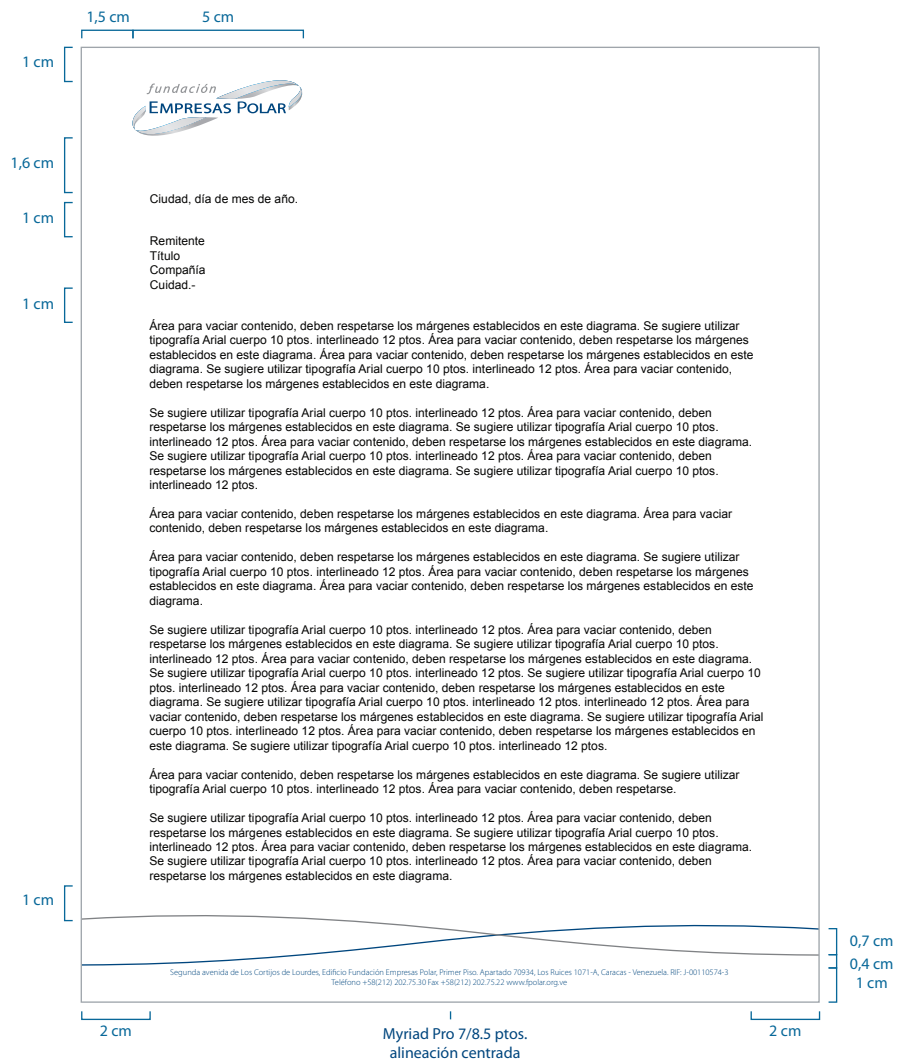 1,5 cm
5 cm
1 cm
fundación
EMPRESAS POLAR
1,6 cm
Ciudad, día de mes de año.
1 cm
Remitente
Título
Compañía
Cuidad.-
1 cm
Área para vaciar contenido, deben respetarse los márgenes establecidos en este diagrama. Se sugiere utilizar
tipografía Arial cuerpo 10 ptos. interlineado 12 ptos. Área para vaciar contenido, deben respetarse los márgenes
establecidos en este diagrama. Área para vaciar contenido, deben respetarse los márgenes establecidos en este
diagrama. Se sugiere utilizar tipografía Arial cuerpo 10 ptos. interlineado 12 ptos. Área para vaciar contenido,
deben respetarse los márgenes establecidos en este diagrama.
Se sugiere utilizar tipografía Arial cuerpo 10 ptos. interlineado 12 ptos. Área para vaciar contenido, deben
respetarse los márgenes establecidos en este diagrama. Se sugiere utilizar tipografía Arial cuerpo 10 ptos.
interlineado 12 ptos. Área para vaciar contenido, deben respetarse los márgenes establecidos en este diagrama.
Se sugiere utilizar tipografía Arial cuerpo 10 ptos. interlineado 12 ptos. Área para vaciar contenido, deben
respetarse los márgenes establecidos en este diagrama. Se sugiere utilizar tipografía Arial cuerpo 10 ptos.
interlineado 12 ptos.
Área para vaciar contenido, deben respetarse los márgenes establecidos en este diagrama. Área para vaciar
contenido, deben respetarse los márgenes establecidos en este diagrama.
Área para vaciar contenido, deben respetarse los márgenes establecidos en este diagrama. Se sugiere utilizar
tipografía Arial cuerpo 10 ptos. interlineado 12 ptos. Área para vaciar contenido, deben respetarse los márgenes
establecidos en este diagrama. Área para vaciar contenido, deben respetarse los márgenes establecidos en este
diagrama.
Se sugiere utilizar tipografía Arial cuerpo 10 ptos. interlineado 12 ptos. Área para vaciar contenido, deben
respetarse los márgenes establecidos en este diagrama. Se sugiere utilizar tipografía Arial cuerpo 10 ptos.
interlineado 12 ptos. Área para vaciar contenido, deben respetarse los márgenes establecidos en este diagrama.
Se sugiere utilizar tipografía Arial cuerpo 10 ptos. interlineado 12 ptos. Se sugiere utilizar tipografía Arial cuerpo 10
ptos. interlineado 12 ptos. Área para vaciar contenido, deben respetarse los márgenes establecidos en este
diagrama. Se sugiere utilizar tipografía Arial cuerpo 10 ptos. interlineado 12 ptos. interlineado 12 ptos. Área para
vaciar contenido, deben respetarse los márgenes establecidos en este diagrama. Se sugiere utilizar tipografía Arial
cuerpo 10 ptos. interlineado 12 ptos. Área para vaciar contenido, deben respetarse los márgenes establecidos en
este diagrama. Se sugiere utilizar tipografía Arial cuerpo 10 ptos. interlineado 12 ptos.
Área para vaciar contenido, deben respetarse los márgenes establecidos en este diagrama. Se sugiere utilizar
tipografía Arial cuerpo 10 ptos. interlineado 12 ptos. Área para vaciar contenido, deben respetarse.
Se sugiere utilizar tipografía Arial cuerpo 10 ptos. interlineado 12 ptos. Área para vaciar contenido, deben
respetarse los márgenes establecidos en este diagrama. Se sugiere utilizar tipografía Arial cuerpo 10 ptos.
interlineado 12 ptos. Área para vaciar contenido, deben respetarse los márgenes establecidos en este diagrama.
Se sugiere utilizar tipografía Arial cuerpo 10 ptos. interlineado 12 ptos. Área para vaciar contenido, deben
respetarse los márgenes establecidos en este diagrama.
1 cm
0,7 cm
0,4 cm
1 cm
Segunda avenida de Los Cortijos de Lourdes, Edificio Fundación Empresas Polar, Primer Piso. Apartado 70934, Los Ruices 1071-A, Caracas - Venezuela. RIF: J-00110574-3
Teléfono +58(212) 202.75.30 Fax +58(212) 202.75.22 www.fpolar.org.ve
2 cm
Myriad Pro 7/8.5 ptos.
alineación centrada
2 cm